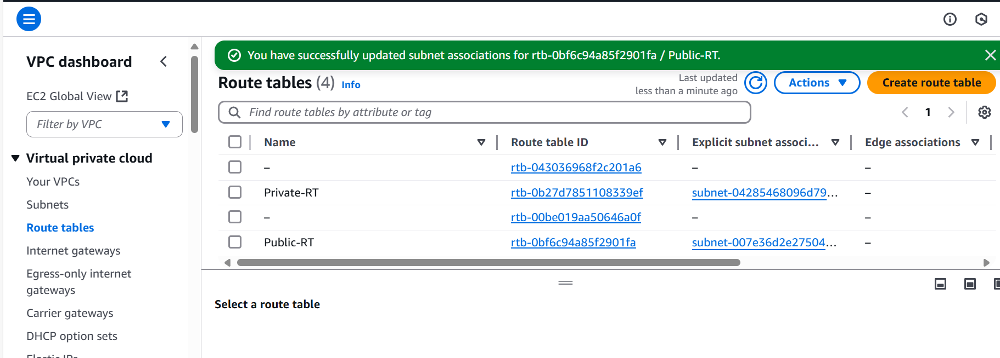 You have successfully updated subnet associations for rtb-0bf6c94a85f2901fa / Public-RT.
VPC dashboard
EC2 Global View
Filter by VPC
Virtual private cloud
Your VPCs
Subnets
Route tables
Internet gateways
Egress-only internet
gateways
Carrier gateways
DHCP option sets
Elastic IPs
Route tables (4) Info
Last updated
less than a minute ago
Actions
Create route table
Find route tables by attribute or tag
1
Name Route table ID Explicit subnet associ... Edge associations
– rtb-043036968f2c201a6 – –
Private-RT rtb-0b27d7851108339ef subnet-04285468096d79... –
– rtb-00be019aa50646a0f – –
Public-RT rtb-0bf6c94a85f2901fa subnet-007e36d2e27504... –
Select a route table